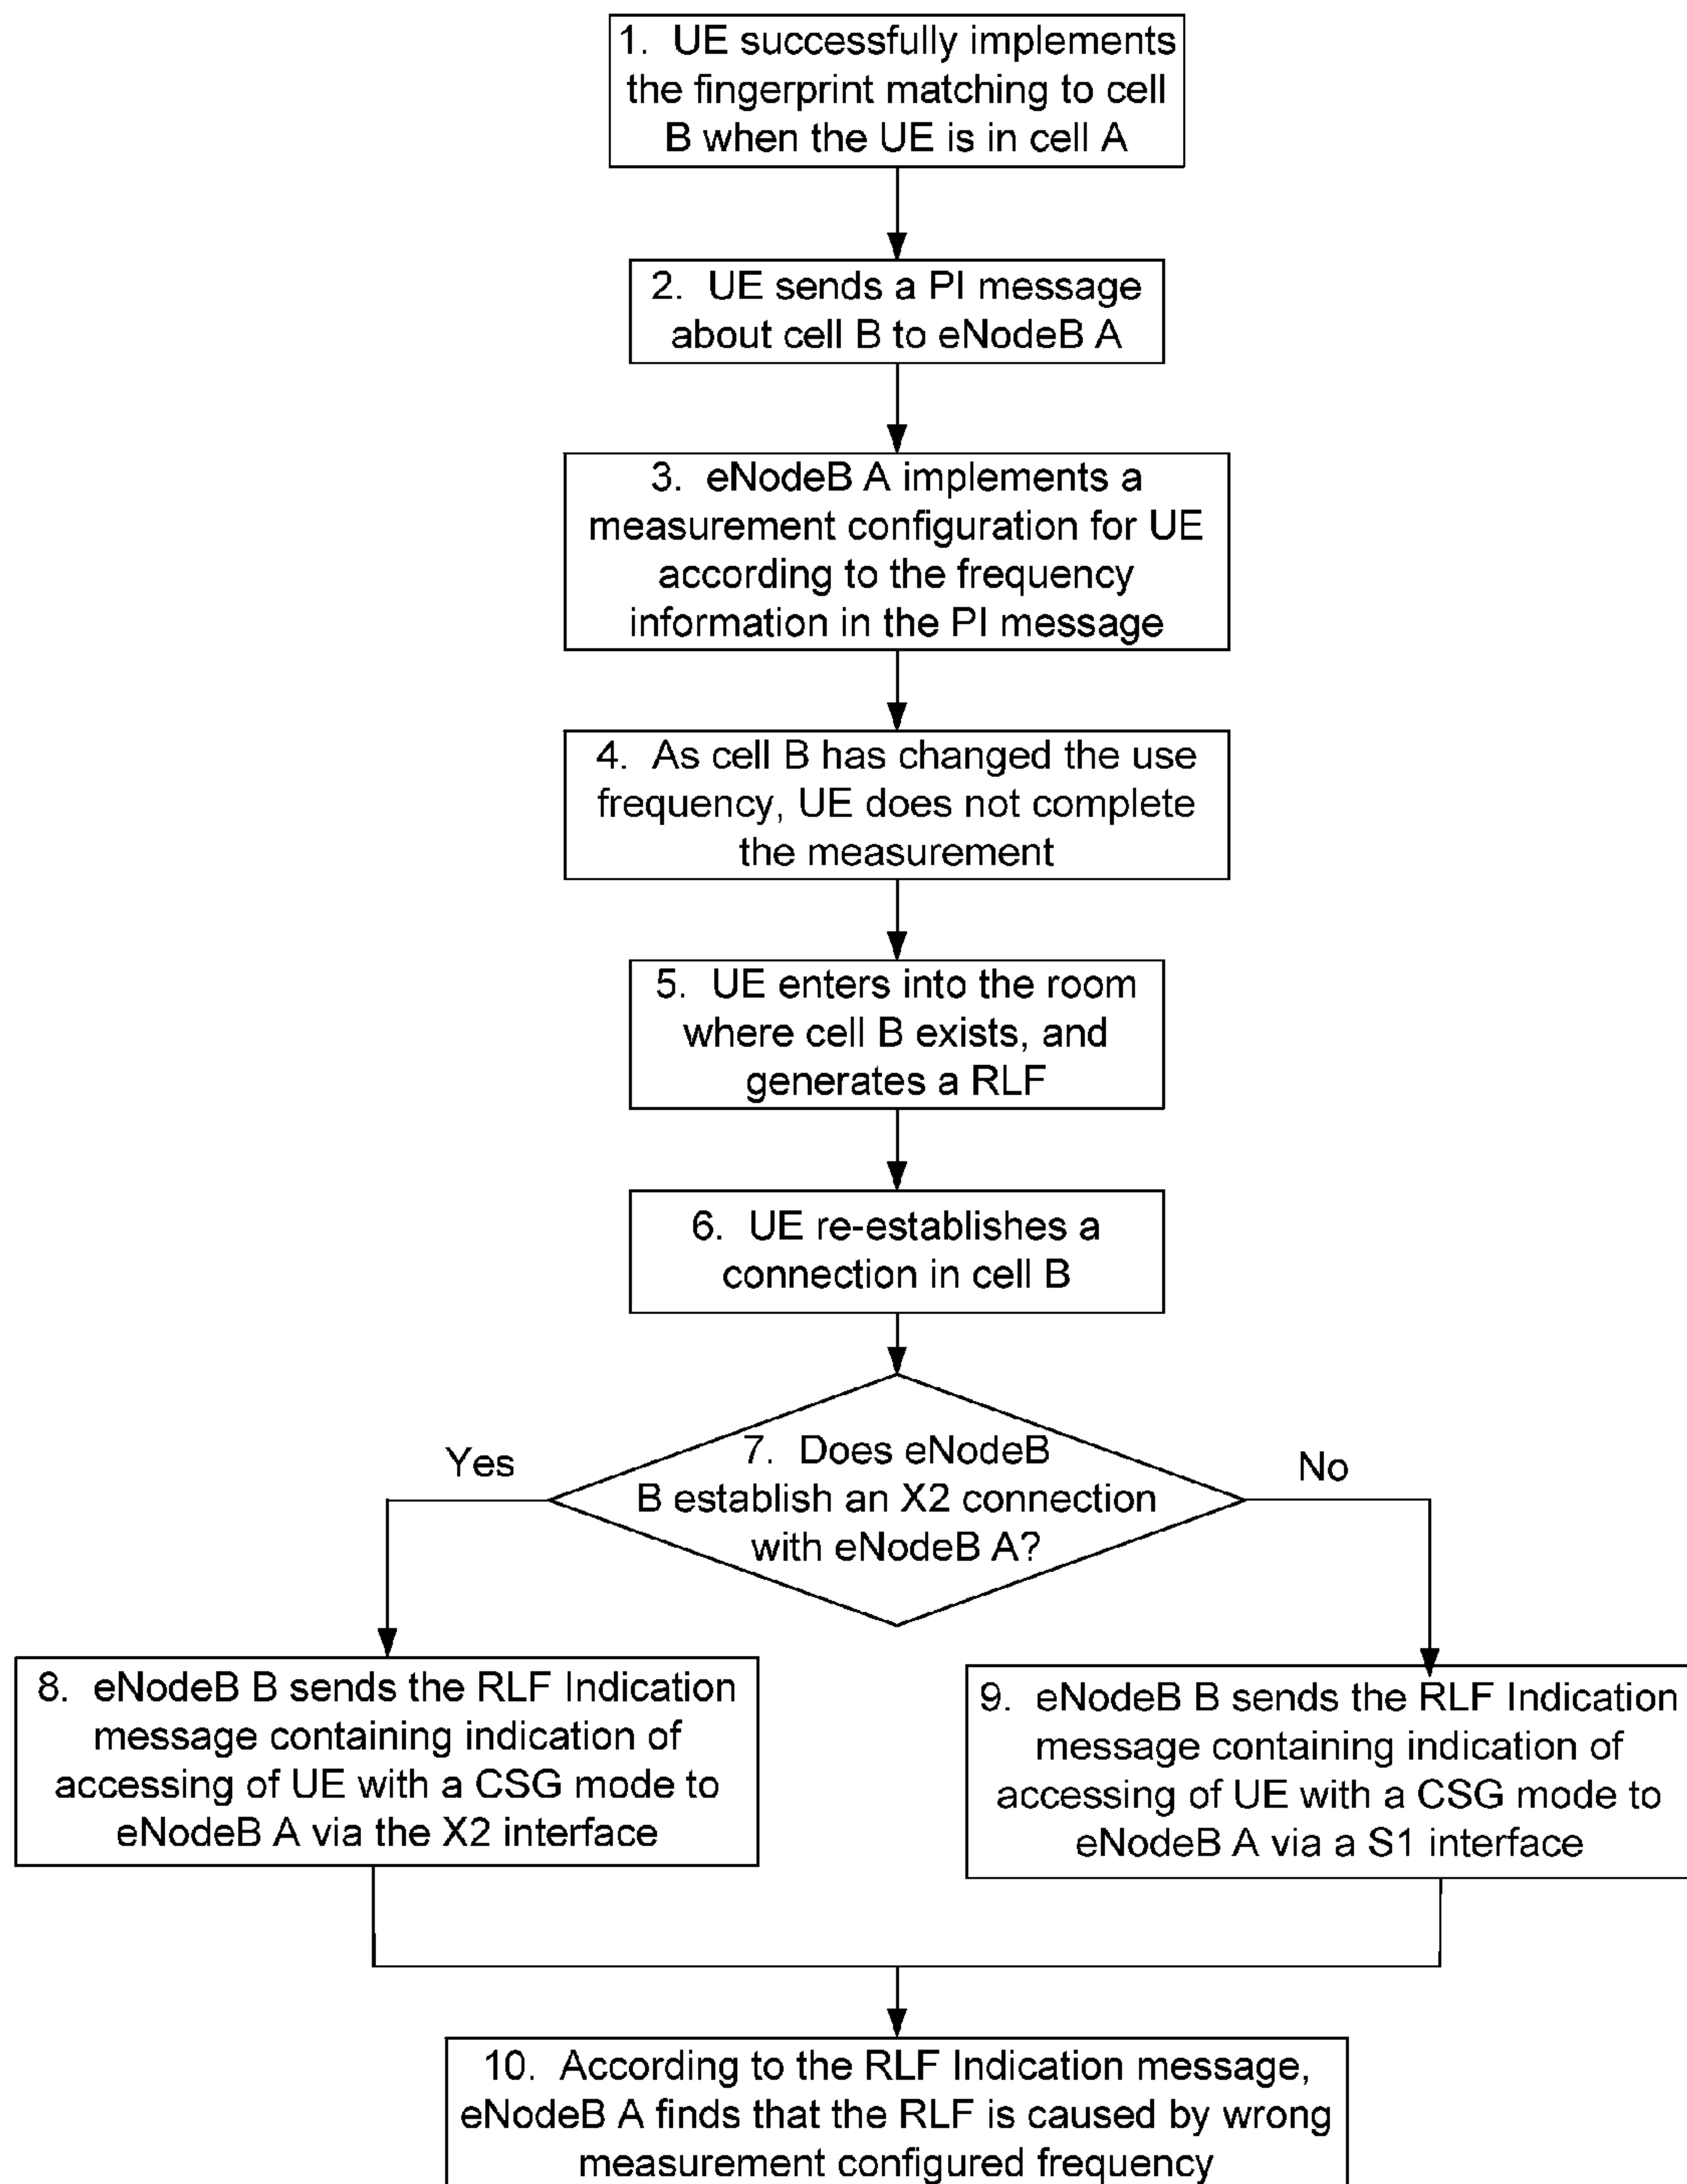 1. UE successfully implements
the fingerprint matching to cell
B when the UE is in cell A
2. UE sends a PI message
about cell B to eNodeB A
3. eNodeB A implements a
measurement configuration for UE
according to the frequency
information in the PI message
4. As cell B has changed the use
frequency, UE does not complete
the measurement
5. UE enters into the room
where cell B exists, and
generates a RLF
6. UE re-establishes a
connection in cell B
7. Does eNodeB
B establish an X2 connection
with eNodeB A?
Yes
No
8. eNodeB B sends the RLF Indication
message containing indication of
accessing of UE with a CSG mode to
eNodeB A via the X2 interface
9. eNodeB B sends the RLF Indication
message containing indication of
accessing of UE with a CSG mode to
eNodeB A via a S1 interface
10. According to the RLF Indication message,
eNodeB A finds that the RLF is caused by wrong
measurement configured frequency